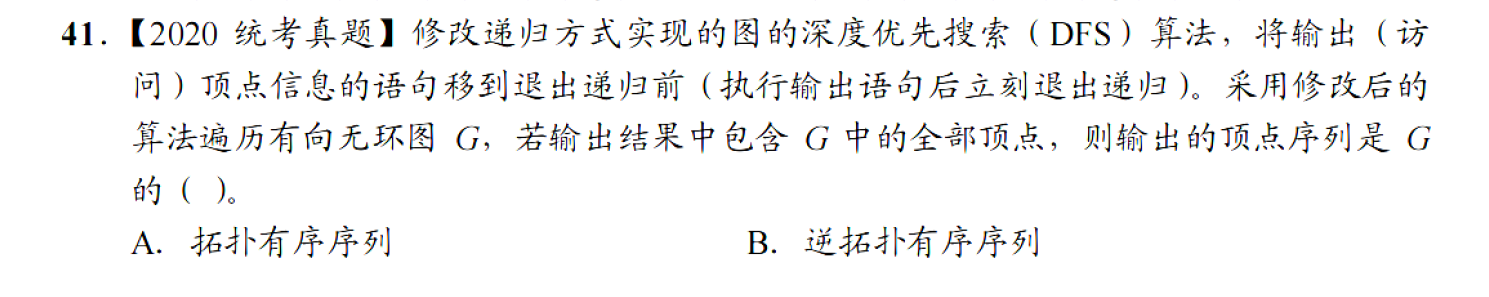 41.【2020 统考真题】修改递归方式实现的图的深度优先搜索（DFS）算法，将输出（访
问）顶点信息的语句移到退出递归前（执行输出语句后立刻退出递归）。采用修改后的
算法遍历有向无环图 G，若输出结果中包含 G 中的全部顶点，则输出的顶点序列是 G
的（ ）。
A. 拓扑有序序列 B. 逆拓扑有序序列